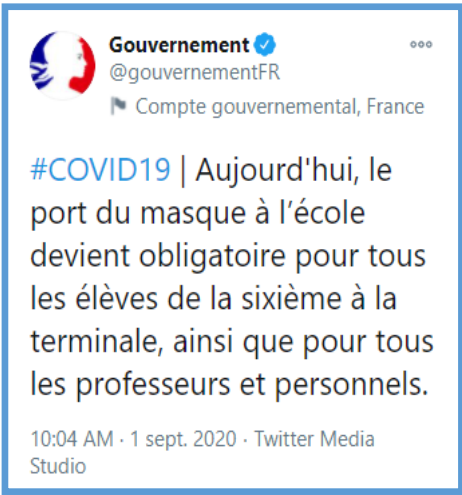 Gouvernement
@gouvernementFR
Compte gouvernemental, France
#COVID19 | Aujourd'hui, le
port du masque à l’école
devient obligatoire pour tous
les élèves de la sixième à la
terminale, ainsi que pour tous
les professeurs et personnels.
10:04 AM · 1 sept. 2020 · Twitter Media
Studio